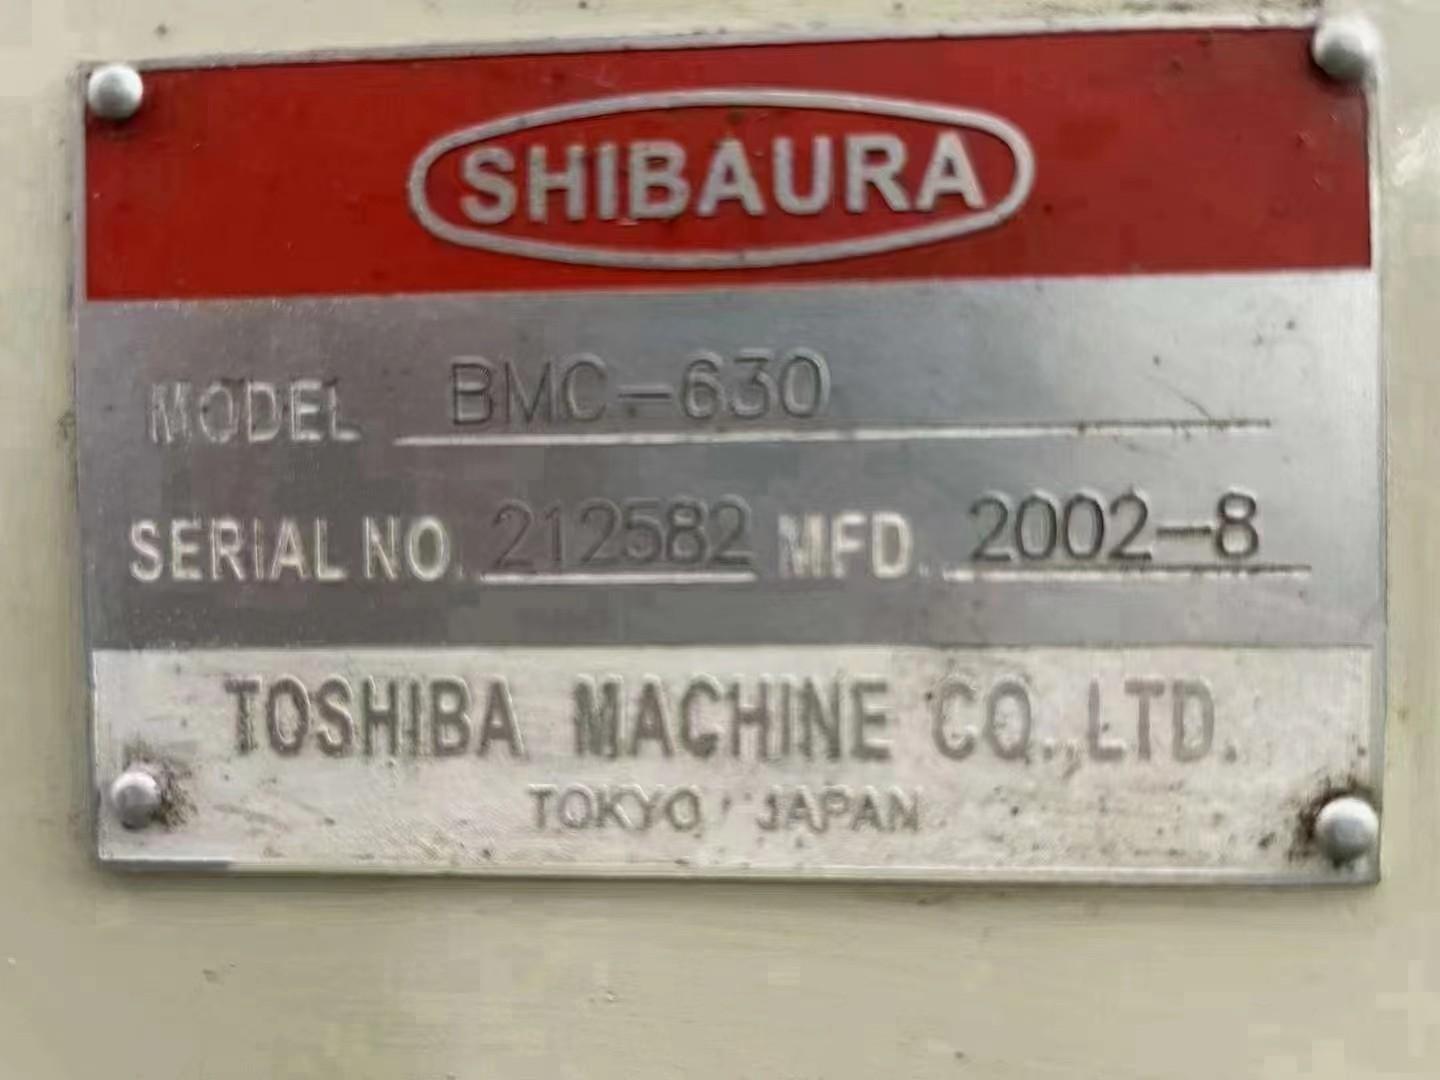 SHIBAURA
MODEL BMC-630
SERIAL NO. 212582 MFD. 2002-8
TOSHIBA MACHINE CO.,LTD.
TOKYO JAPAN